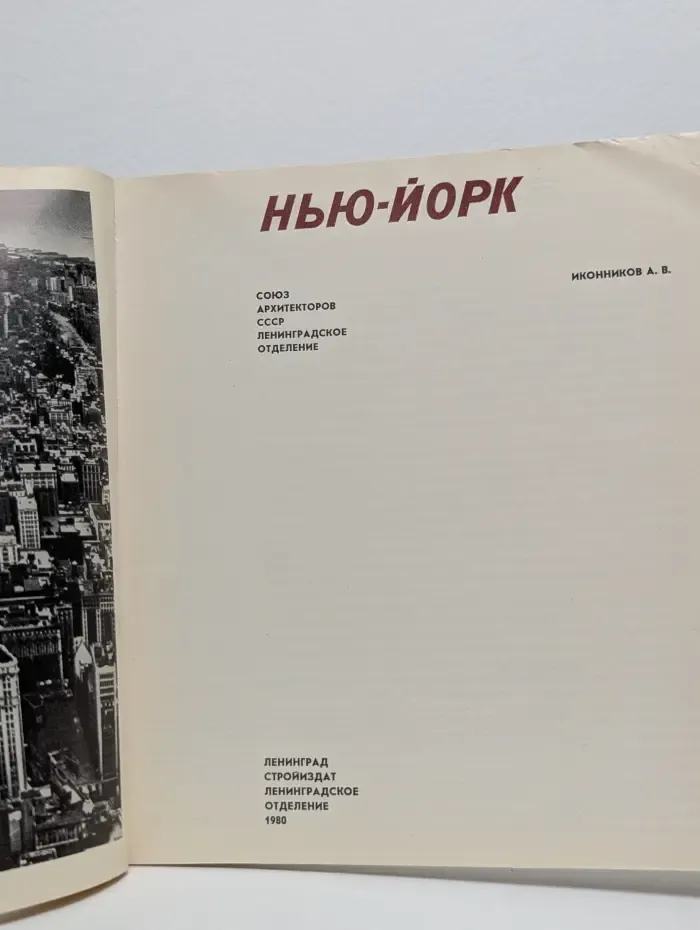 НЬЮ-ЙОРК
ИКОННИКОВ А. В.
СОЮЗ
АРХИТЕКТОРОВ
СССР
ЛЕНИНГРАДСКОЕ
ОТДЕЛЕНИЕ
ЛЕНИНГРАД
СТРОЙИЗДАТ
ЛЕНИНГРАДСКОЕ
ОТДЕЛЕНИЕ
1980